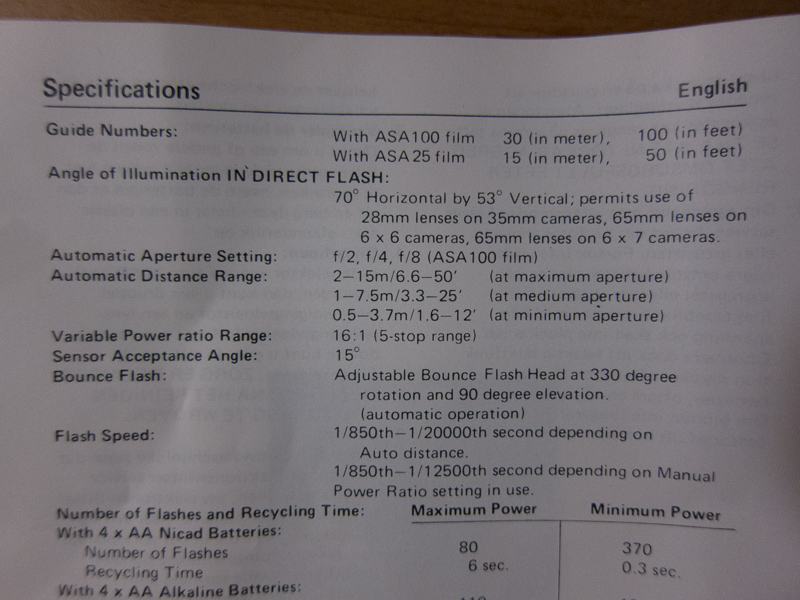 Specifications English
Guide Numbers: With ASA100 film 30 (in meter), 100 (in feet)
With ASA25 film 15 (in meter), 50 (in feet)
Angle of Illumination IN DIRECT FLASH:
70° Horizontal by 53° Vertical; permits use of
28mm lenses on 35mm cameras, 65mm lenses on
6 x 6 cameras, 65mm lenses on 6 x 7 cameras.
Automatic Aperture Setting: f/2, f/4, f/8 (ASA100 film)
Automatic Distance Range: 2–15m/6.6–50′ (at maximum aperture)
1–7.5m/3.3–25′ (at medium aperture)
0.5–3.7m/1.6–12′ (at minimum aperture)
Variable Power ratio Range: 16:1 (5-stop range)
Sensor Acceptance Angle: 15°
Bounce Flash: Adjustable Bounce Flash Head at 330 degree
rotation and 90 degree elevation.
(automatic operation)
Flash Speed: 1/850th–1/20000th second depending on
Auto distance.
1/850th–1/12500th second depending on Manual
Power Ratio setting in use.
Number of Flashes and Recycling Time: Maximum Power Minimum Power
With 4 x AA Nicad Batteries:
Number of Flashes 80 370
Recycling Time 6 sec. 0.3 sec.
With 4 x AA Alkaline Batteries: